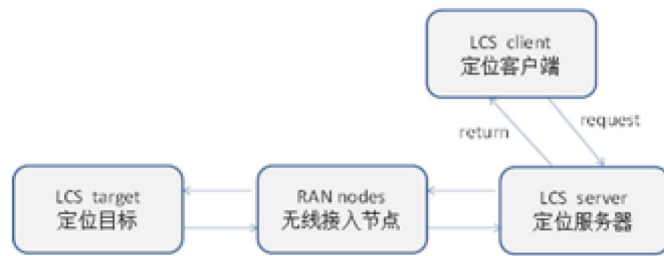 LCS client
定位客户端
return
request
LCS target
定位目标
RAN nodes
无线接入节点
LCS server
定位服务器